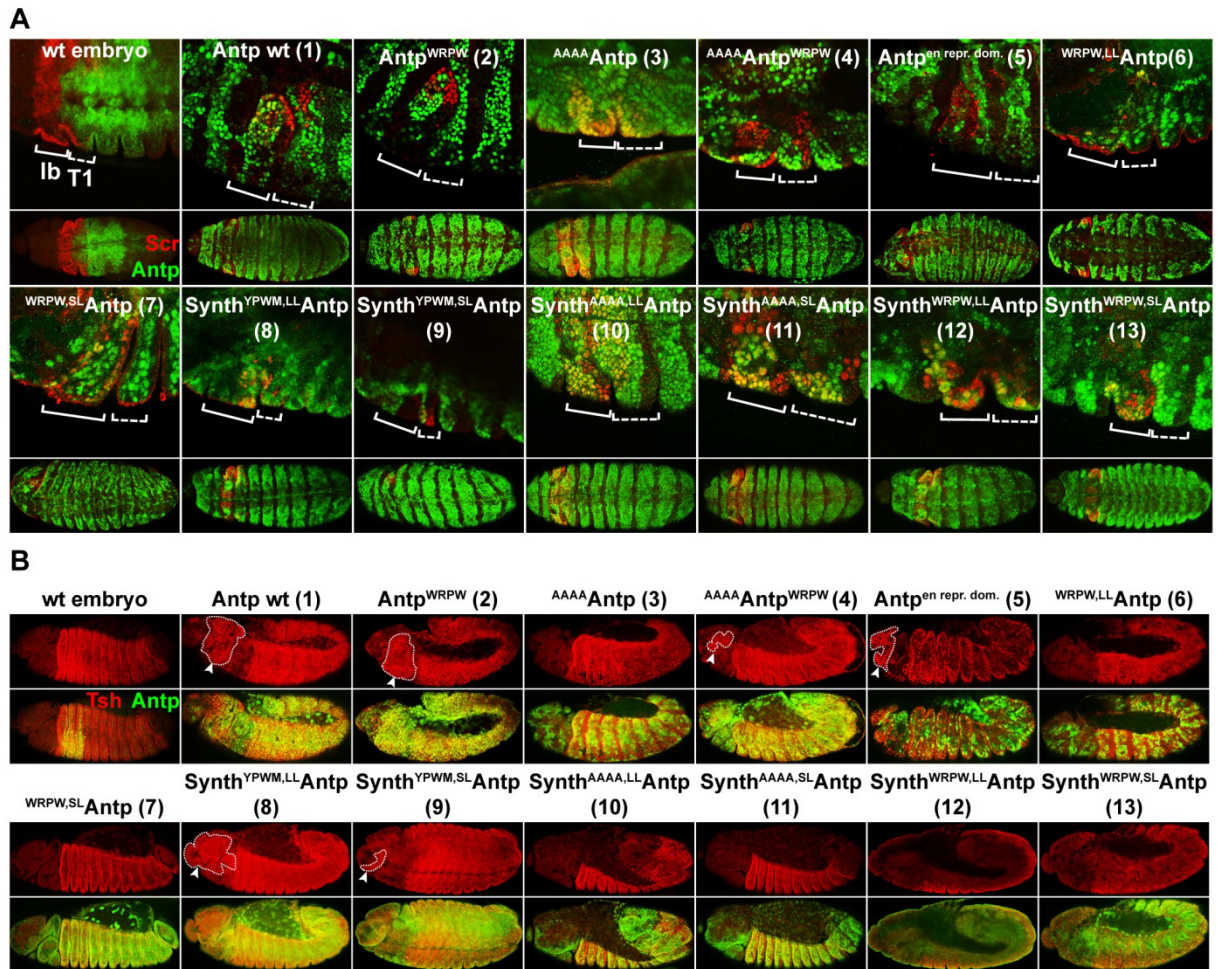 A
wt embryo Antp wt (1) Antp^WRPW (2) ^AAAA Antp (3) ^AAAA Antp^WRPW (4) Antp^en repr. dom. (5) ^WRPW,LL Antp(6)
lb T1
Scr
Antp
^WRPW,SL Antp (7) Synth^YPWM,LL Antp Synth^YPWM,SL Antp Synth^AAAA,LL Antp Synth^AAAA,SL Antp Synth^WRPW,LL Antp Synth^WRPW,SL Antp
(8) (9) (10) (11) (12) (13)
B
wt embryo Antp wt (1) Antp^WRPW (2) ^AAAA Antp (3) ^AAAA Antp^WRPW (4) Antp^en repr. dom. (5) ^WRPW,LL Antp (6)
Tsh Antp
^WRPW,SL Antp (7) Synth^YPWM,LL Antp Synth^YPWM,SL Antp Synth^AAAA,LL Antp Synth^AAAA,SL Antp Synth^WRPW,LL Antp Synth^WRPW,SL Antp
(8) (9) (10) (11) (12) (13)